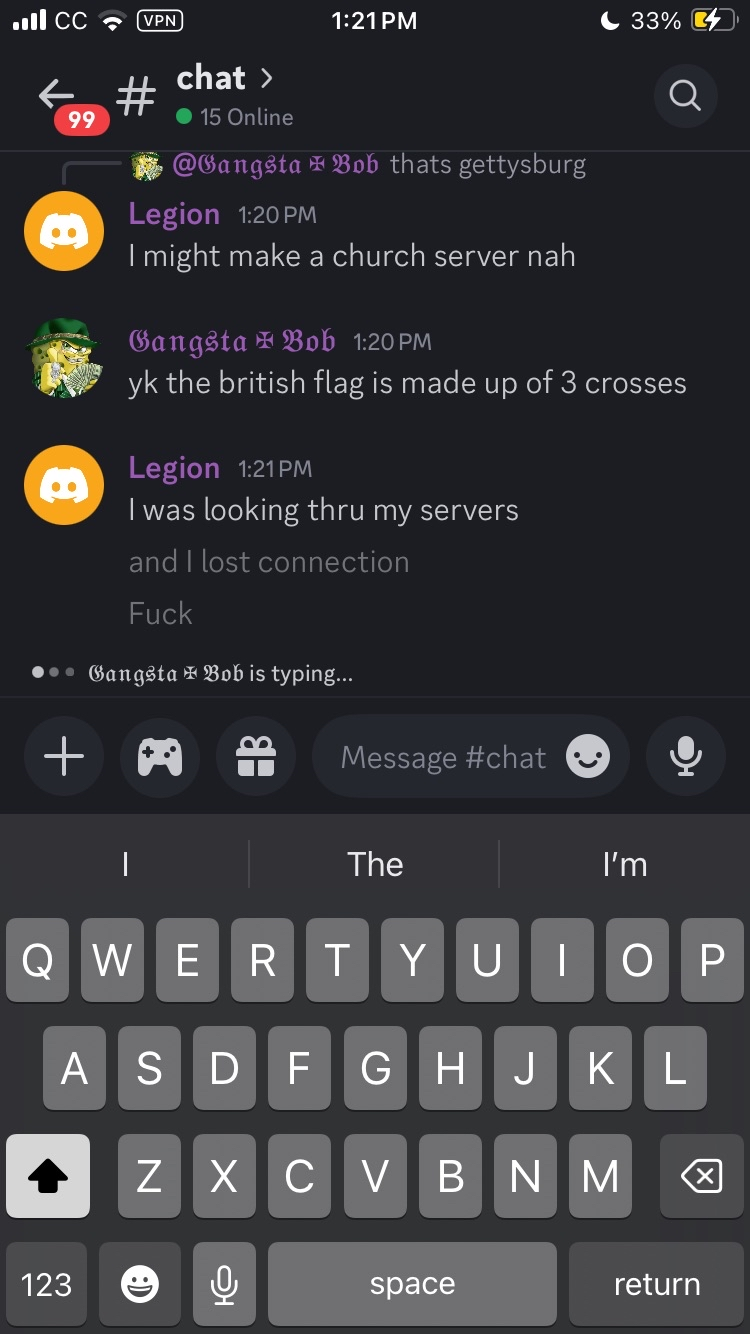 CC VPN 1:21 PM 33%
99 # chat >
15 Online
@𝕲𝖆𝖓𝖌𝖘𝖙𝖆 ✠ 𝕭𝖔𝖇 thats gettysburg
Legion 1:20 PM
I might make a church server nah
𝕲𝖆𝖓𝖌𝖘𝖙𝖆 ✠ 𝕭𝖔𝖇 1:20 PM
yk the british flag is made up of 3 crosses
Legion 1:21 PM
I was looking thru my servers
and I lost connection
Fuck
𝕲𝖆𝖓𝖌𝖘𝖙𝖆 ✠ 𝕭𝖔𝖇 is typing...
Message #chat
I The I’m
Q W E R T Y U I O P
A S D F G H J K L
Z X C V B N M
123 space return